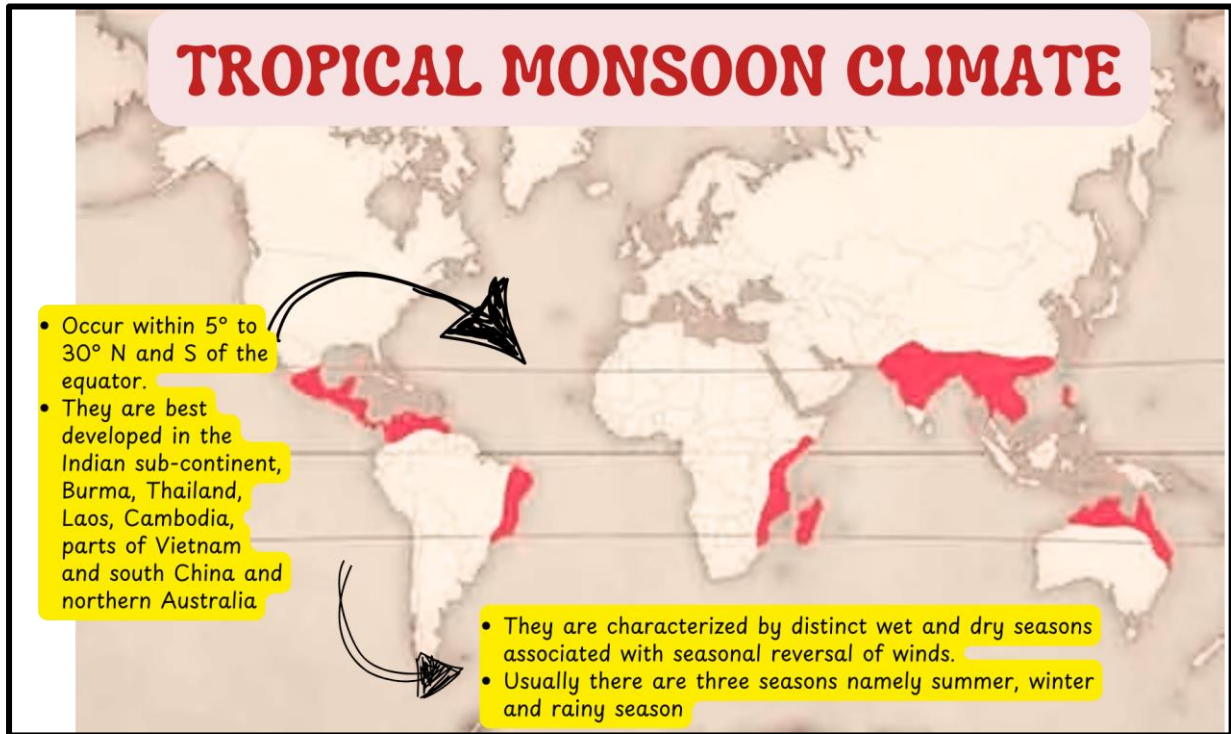 TROPICAL MONSOON CLIMATE
• Occur within 5° to
30° N and S of the
equator.
• They are best
developed in the
Indian sub-continent,
Burma, Thailand,
Laos, Cambodia,
parts of Vietnam
and south China and
northern Australia
• They are characterized by distinct wet and dry seasons
associated with seasonal reversal of winds.
• Usually there are three seasons namely summer, winter
and rainy season